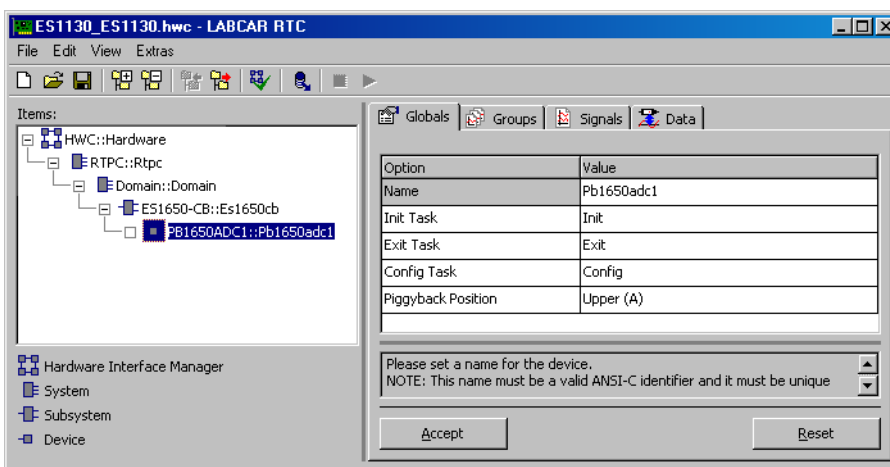 ES1130_ES1130.hwc - LABCAR RTC
File Edit View Extras
Items:
HWC::Hardware
RTPC::Rtpc
Domain::Domain
ES1650-CB::Es1650cb
PB1650ADC1::Pb1650adc1
Hardware Interface Manager
System
Subsystem
Device
Globals Groups Signals Data
Option Value
Name Pb1650adc1
Init Task Init
Exit Task Exit
Config Task Config
Piggyback Position Upper (A)
Please set a name for the device.
NOTE: This name must be a valid ANSI-C identifier and it must be unique
Accept Reset